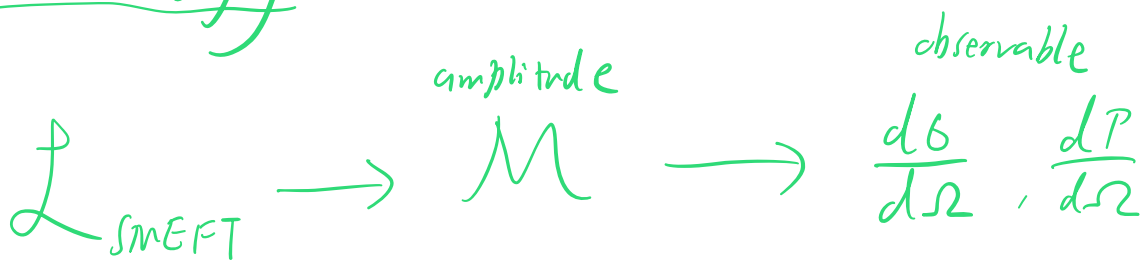 amplitude observable
ℒ_SMEFT → M → dσ/dΩ , dP/dΩ